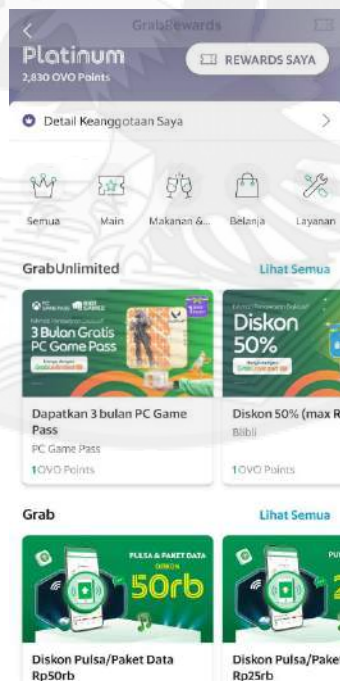 GrabRewards
Platinum
2,830 OVO Points
REWARDS SAYA
Detail Keanggotaan Saya
Semua
Main
Makanan &...
Belanja
Layanan
GrabUnlimited
Lihat Semua
3 Bulan Gratis
PC Game Pass
Diskon
50%
Dapatkan 3 bulan PC Game
Pass
PC Game Pass
1 OVO Points
Diskon 50% (max R
Blibli
1 OVO Points
Grab
Lihat Semua
PULSA & PAKET DATA
DISKON
50rb
PUL
2
Diskon Pulsa/Paket Data
Rp50rb
Diskon Pulsa/Paket
Rp25rb